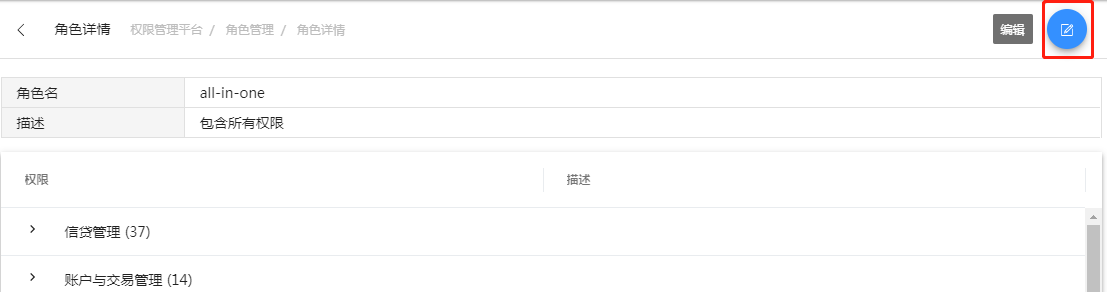 角色详情 权限管理平台 / 角色管理 / 角色详情 编辑
角色名 all-in-one
描述 包含所有权限
权限 描述
信贷管理 (37)
账户与交易管理 (14)